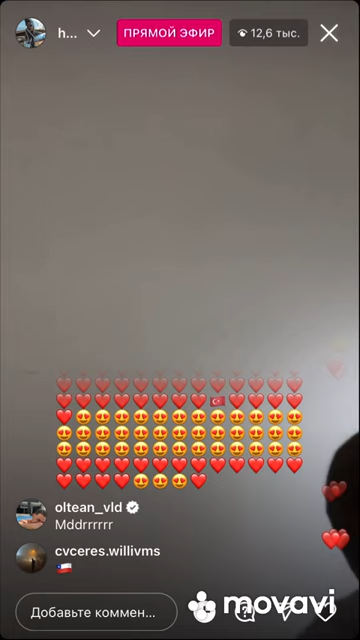 h...
ПРЯМОЙ ЭФИР
12,6 тыс.
oltean_vld
Mddrrrrrr
cvceres.willivms
Добавьте коммен...
movavi